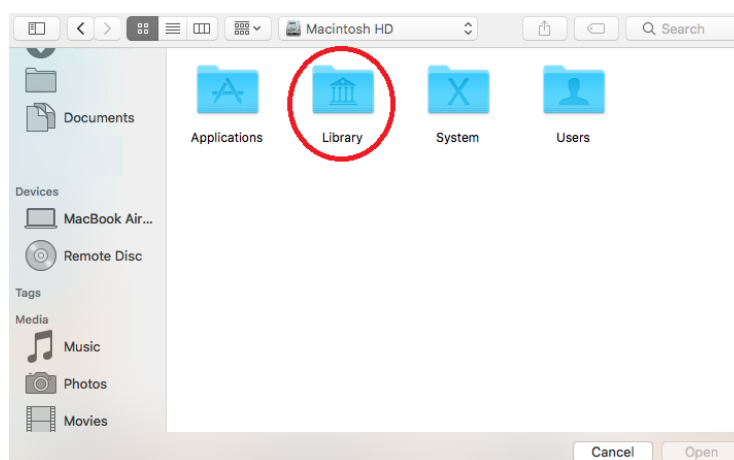 Macintosh HD
Search
Documents
Devices
MacBook Air...
Remote Disc
Tags
Media
Music
Photos
Movies
Applications
Library
System
Users
Cancel
Open